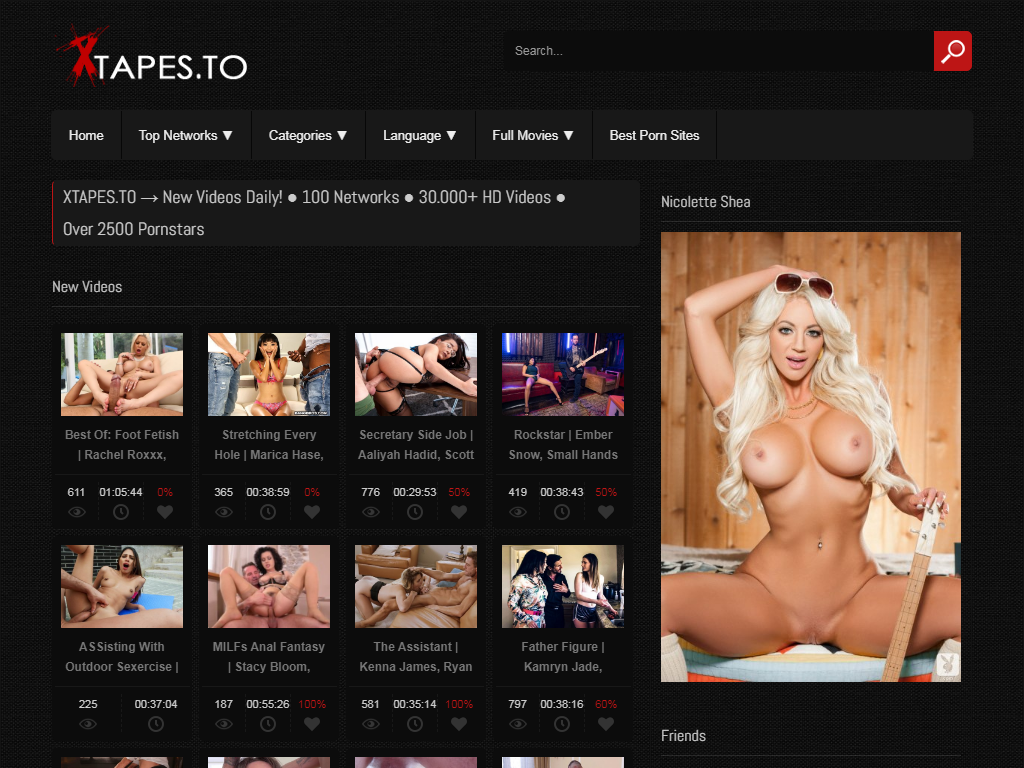 XTAPES.TO
Search...
Home
Top Networks ▼
Categories ▼
Language ▼
Full Movies ▼
Best Porn Sites
XTAPES.TO → New Videos Daily! ● 100 Networks ● 30.000+ HD Videos ●
Over 2500 Pornstars
New Videos
Best Of: Foot Fetish
| Rachel Roxxx,
611 01:05:44 0%
Stretching Every
Hole | Marica Hase,
365 00:38:59 0%
Secretary Side Job |
Aaliyah Hadid, Scott
776 00:29:53 50%
Rockstar | Ember
Snow, Small Hands
419 00:38:43 50%
ASSisting With
Outdoor Sexercise |
225 00:37:04
MILFs Anal Fantasy
| Stacy Bloom,
187 00:55:26 100%
The Assistant |
Kenna James, Ryan
581 00:35:14 100%
Father Figure |
Kamryn Jade,
797 00:38:16 60%
Nicolette Shea
Friends